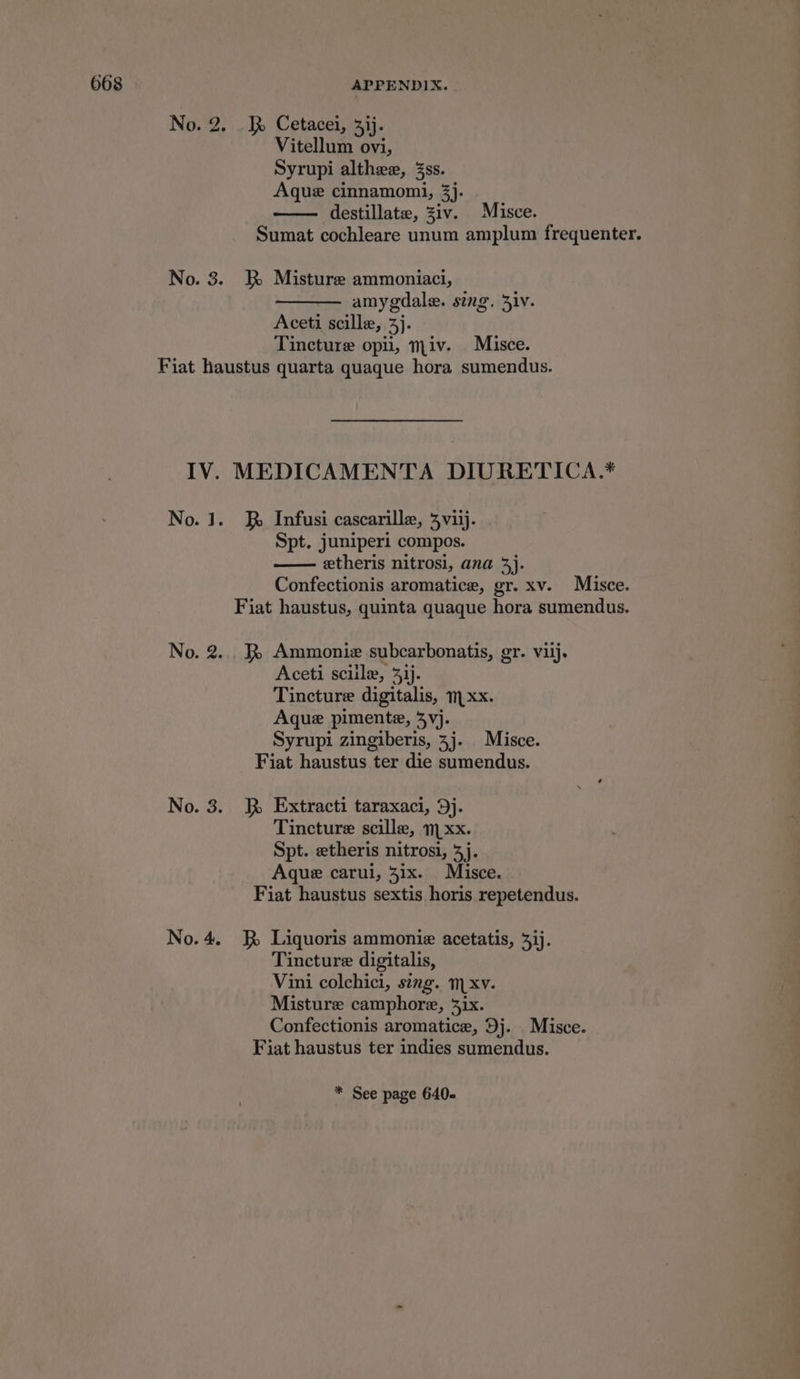 668 APPENDIX.
No. 2. ℞ Cetacei, ʒij.
Vitellum ovi,
Syrupi altheæ, ℥ss.
Aquæ cinnamomi, ℥j.
—— destillatæ, ℥iv. Misce.
Sumat cochleare unum amplum frequenter.
No. 3. ℞ Misturæ ammoniaci,
——— amygdalæ. sing. ʒiv.
Aceti scillæ, ʒj.
Tincturæ opii, ♏iv. Misce.
Fiat haustus quarta quaque hora sumendus.
IV. MEDICAMENTA DIURETICA.*
No. 1. ℞ Infusi cascarillæ, ʒviij.
Spt. juniperi compos.
—— ætheris nitrosi, ana ʒj.
Confectionis aromaticæ, gr. xv. Misce.
Fiat haustus, quinta quaque hora sumendus.
No. 2. ℞ Ammoniæ subcarbonatis, gr. viij.
Aceti sciilæ, ʒij.
Tincturæ digitalis, ♏xx.
Aquæ pimentæ, ʒvj.
Syrupi zingiberis, ʒj. Misce.
Fiat haustus ter die sumendus.
No. 3. ℞ Extracti taraxaci, ℈j.
Tincturæ scillæ, ♏xx.
Spt. ætheris nitrosi, ʒj.
Aquæ carui, ʒix. Misce.
Fiat haustus sextis horis repetendus.
No. 4. ℞ Liquoris ammoniæ acetatis, ʒij.
Tincturæ digitalis,
Vini colchici, sing. ♏xv.
Misturæ camphoræ, ʒix.
Confectionis aromaticæ, ℈j. Misce.
Fiat haustus ter indies sumendus.
* See page 640.